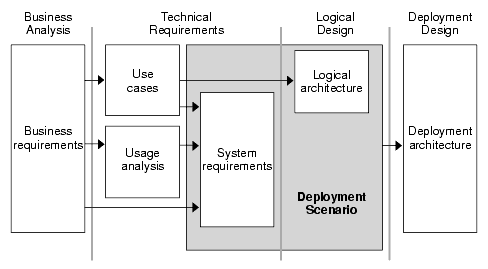 Business
Analysis
Technical
Requirements
Logical
Design
Deployment
Design
Business
requirements
Use
cases
Usage
analysis
System
requirements
Logical
architecture
Deployment
Scenario
Deployment
architecture